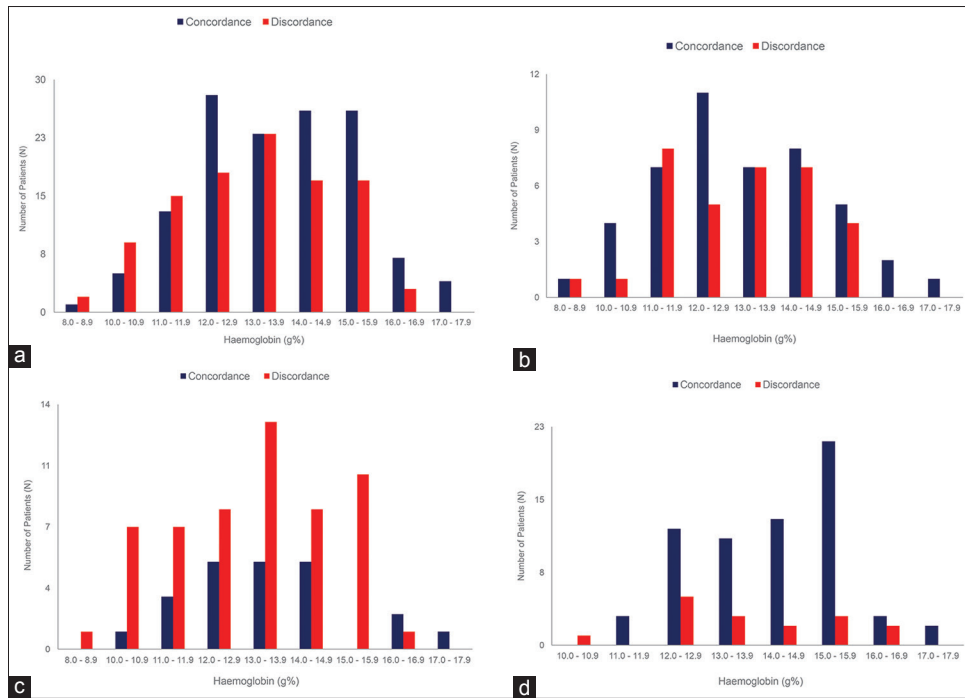 Concordance Discordance
30
23
15
8
0
Number of Patients (N)
8.0 - 8.9 10.0 - 10.9 11.0 - 11.9 12.0 - 12.9 13.0 - 13.9 14.0 - 14.9 15.0 - 15.9 16.0 - 16.9 17.0 - 17.9
Haemoglobin (g%)
a
Concordance Discordance
12
9
6
3
0
Number of Patients (N)
8.0 - 8.9 10.0 - 10.9 11.0 - 11.9 12.0 - 12.9 13.0 - 13.9 14.0 - 14.9 15.0 - 15.9 16.0 - 16.9 17.0 - 17.9
Haemoglobin (g%)
b
Concordance Discordance
14
11
7
4
0
Number of Patients (N)
8.0 - 8.9 10.0 - 10.9 11.0 - 11.9 12.0 - 12.9 13.0 - 13.9 14.0 - 14.9 15.0 - 15.9 16.0 - 16.9 17.0 - 17.9
Haemoglobin (g%)
c
Concordance Discordance
23
15
8
0
Number of Patients (N)
10.0 - 10.9 11.0 - 11.9 12.0 - 12.9 13.0 - 13.9 14.0 - 14.9 15.0 - 15.9 16.0 - 16.9 17.0 - 17.9
Haemoglobin (g%)
d